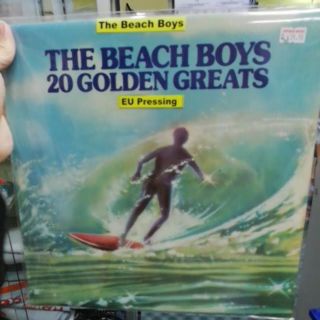 The Beach Boys
THE BEACH BOYS
20 GOLDEN GREATS
EU Pressing